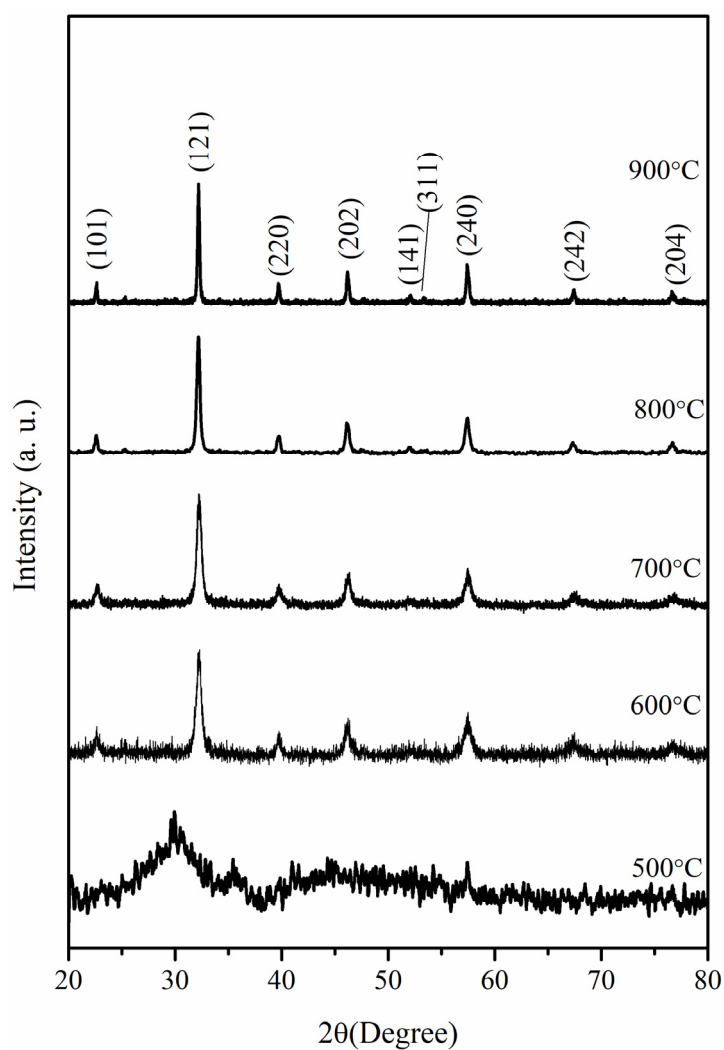 900°C
(101)
(121)
(220)
(202)
(141)
(311)
(240)
(242)
(204)
800°C
700°C
600°C
500°C
Intensity (a. u.)
20 30 40 50 60 70 80
2θ(Degree)